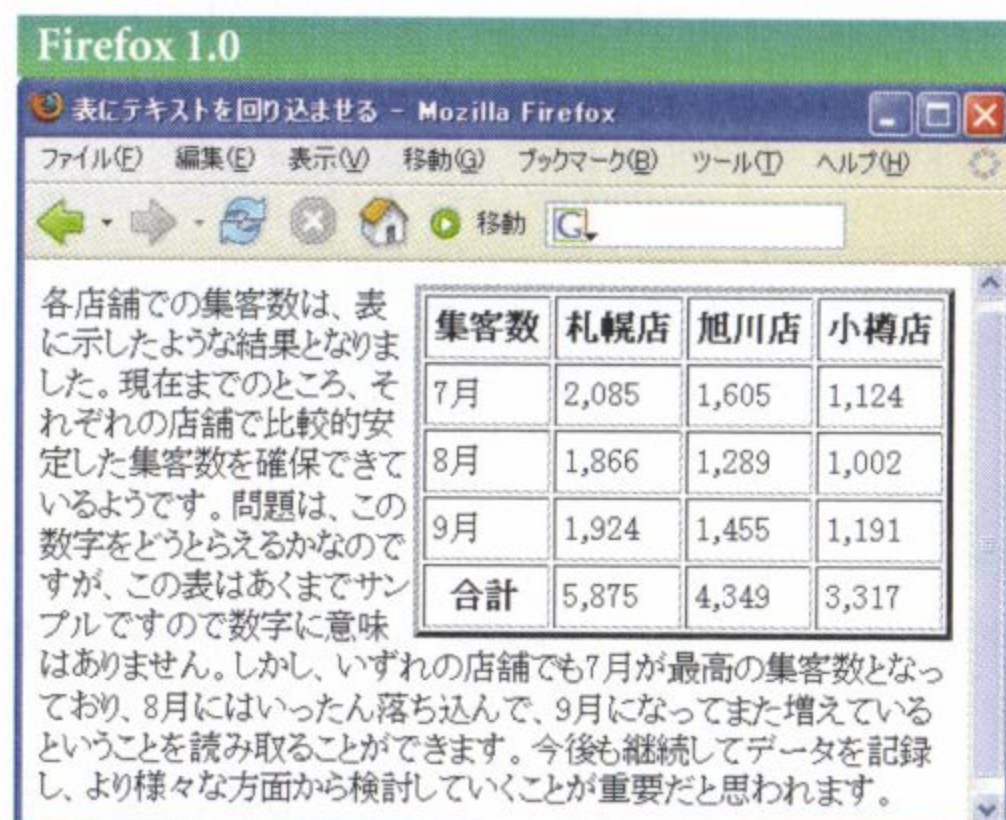 Firefox 1.0
表にテキストを回り込ませる - Mozilla Firefox
ファイル(F) 編集(E) 表示(V) 移動(G) ブックマーク(B) ツール(T) ヘルプ(H)
移動 G
各店舗での集客数は、表
に示したような結果となりま
した。現在までのところ、そ
れぞれの店舗で比較的安
定した集客数を確保できて
いるようです。問題は、この
数字をどうとらえるかなので
すが、この表はあくまでサン
プルですので数字に意味
集客数 札幌店 旭川店 小樽店
7月 2,085 1,605 1,124
8月 1,866 1,289 1,002
9月 1,924 1,455 1,191
合計 5,875 4,349 3,317
はありません。しかし、いずれの店舗でも7月が最高の集客数となっ
ており、8月にはいったん落ち込んで、9月になってまた増えている
ということを読み取ることができます。今後も継続してデータを記録
し、より様々な方面から検討していくことが重要だと思われます。